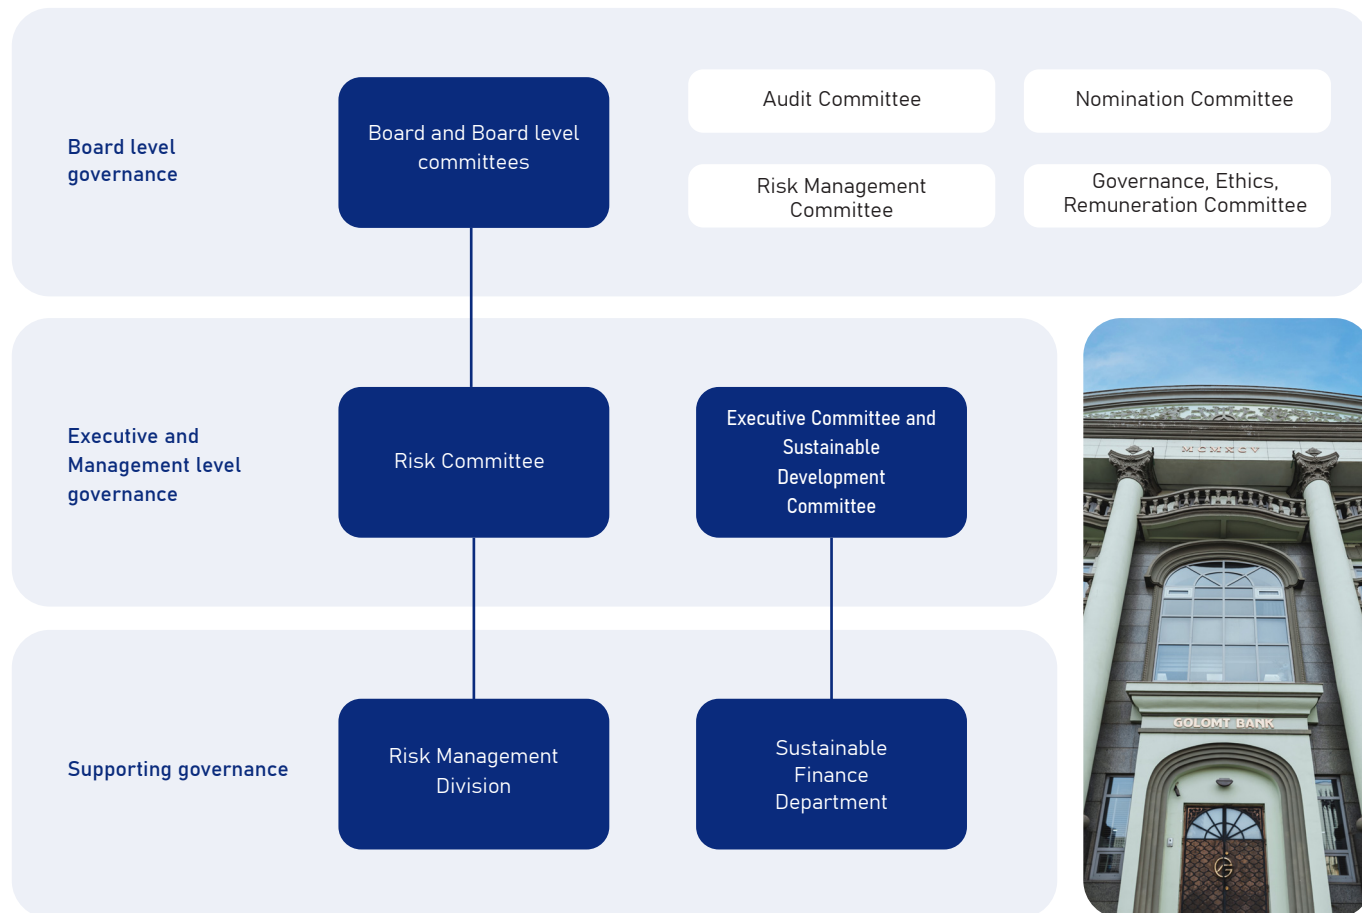 Board level
governance
Board and Board level
committees
Audit Committee
Nomination Committee
Risk Management
Committee
Governance, Ethics,
Remuneration Committee
Executive and
Management level
governance
Risk Committee
Executive Committee and
Sustainable
Development
Committee
MCMXCV
GOLOMT BANK
G
Supporting governance
Risk Management
Division
Sustainable
Finance
Department